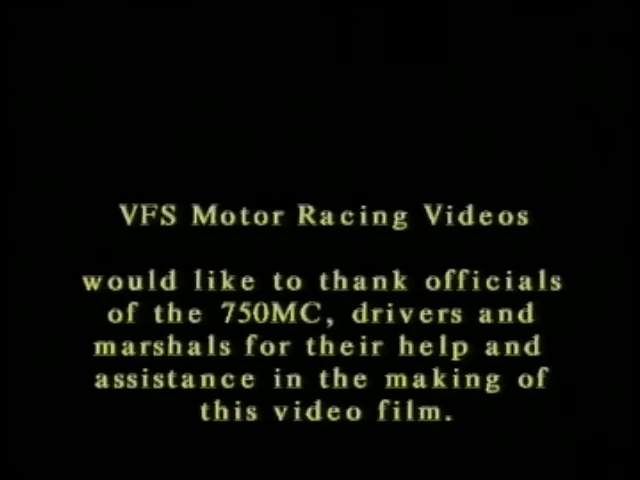 VFS Motor Racing Videos
would like to thank officials
of the 750MC, drivers and
marshals for their help and
assistance in the making of
this video film.